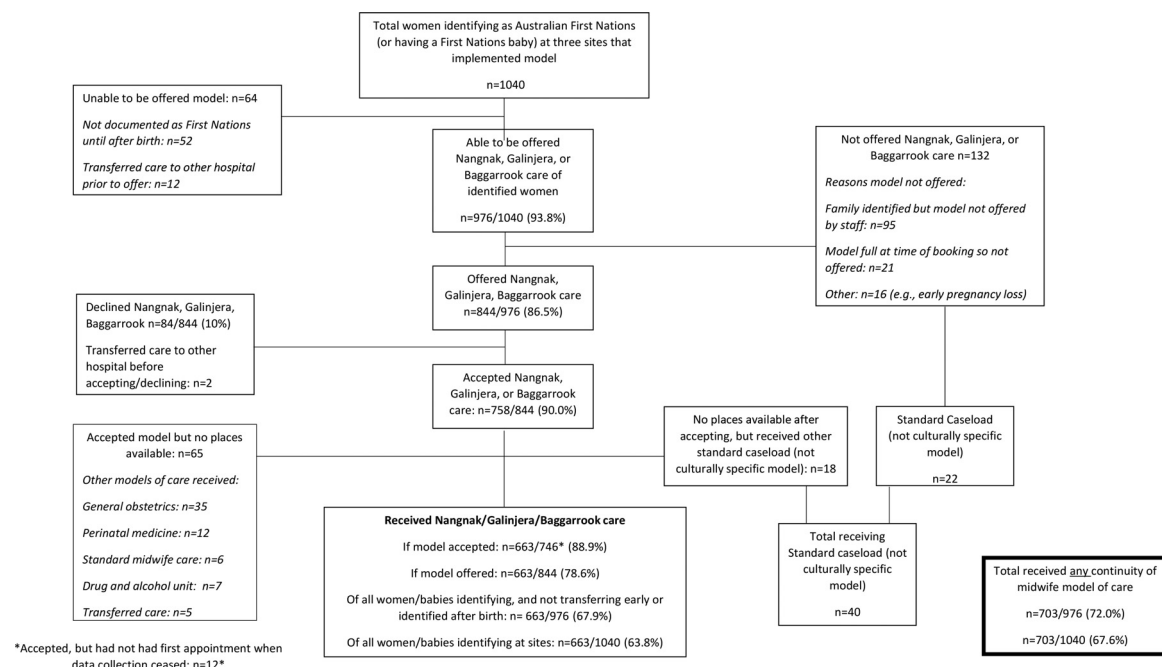 Total women identifying as Australian First Nations
(or having a First Nations baby) at three sites that
implemented model
n=1040
Unable to be offered model: n=64
Not documented as First Nations
until after birth: n=52
Transferred care to other hospital
prior to offer: n=12
Able to be offered
Nangnak, Galinjera, or
Baggarrook care of
identified women
n=976/1040 (93.8%)
Not offered Nangnak, Galinjera, or
Baggarrook care n=132
Reasons model not offered:
Family identified but model not offered
by staff: n=95
Model full at time of booking so not
offered: n=21
Other: n=16 (e.g., early pregnancy loss)
Offered Nangnak,
Galinjera, Baggarrook care
n=844/976 (86.5%)
Declined Nangnak, Galinjera,
Baggarrook n=84/844 (10%)
Transferred care to other
hospital before
accepting/declining: n=2
Accepted Nangnak,
Galinjera, or Baggarrook
care: n=758/844 (90.0%)
No places available after
accepting, but received other
standard caseload (not
culturally specific model): n=18
Standard Caseload
(not culturally specific
model)
n=22
Accepted model but no places
available: n=65
Other models of care received:
General obstetrics: n=35
Perinatal medicine: n=12
Standard midwife care: n=6
Drug and alcohol unit: n=7
Transferred care: n=5
Received Nangnak/Galinjera/Baggarrook care
If model accepted: n=663/746* (88.9%)
If model offered: n=663/844 (78.6%)
Of all women/babies identifying, and not transferring early or
identified after birth: n= 663/976 (67.9%)
Of all women/babies identifying at sites: n=663/1040 (63.8%)
Total receiving
Standard caseload (not
culturally specific
model)
n=40
Total received any continuity of
midwife model of care
n=703/976 (72.0%)
n=703/1040 (67.6%)
*Accepted, but had not had first appointment when
data collection ceased: n=12*